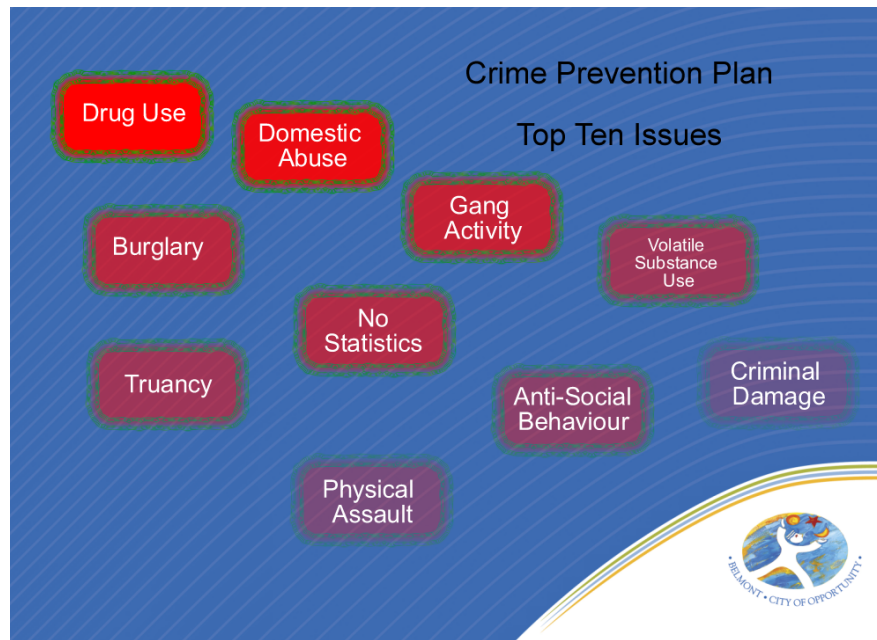 Crime Prevention Plan
Top Ten Issues
Drug Use
Domestic
Abuse
Gang
Activity
Burglary
Volatile
Substance
Use
No
Statistics
Truancy
Anti-Social
Behaviour
Criminal
Damage
Physical
Assault
• BELMONT • CITY OF OPPORTUNITY •